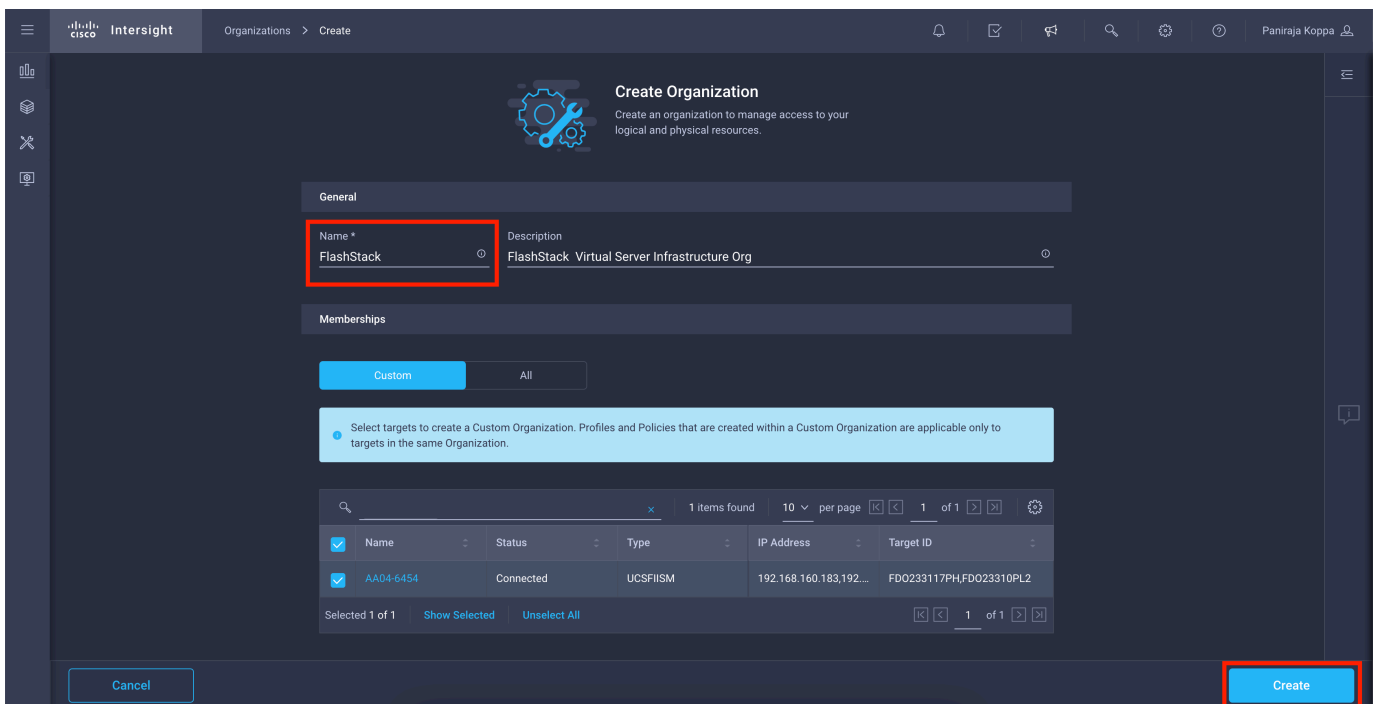 cisco Intersight
Organizations > Create
Paniraja Koppa
Create Organization
Create an organization to manage access to your
logical and physical resources.
General
Name * Description
FlashStack FlashStack Virtual Server Infrastructure Org
Memberships
Custom All
Select targets to create a Custom Organization. Profiles and Policies that are created within a Custom Organization are applicable only to
targets in the same Organization.
1 items found 10 per page 1 of 1
Name Status Type IP Address Target ID
AA04-6454 Connected UCSFIISM 192.168.160.183,192... FDO233117PH,FDO23310PL2
Selected 1 of 1 Show Selected Unselect All 1 of 1
Cancel Create